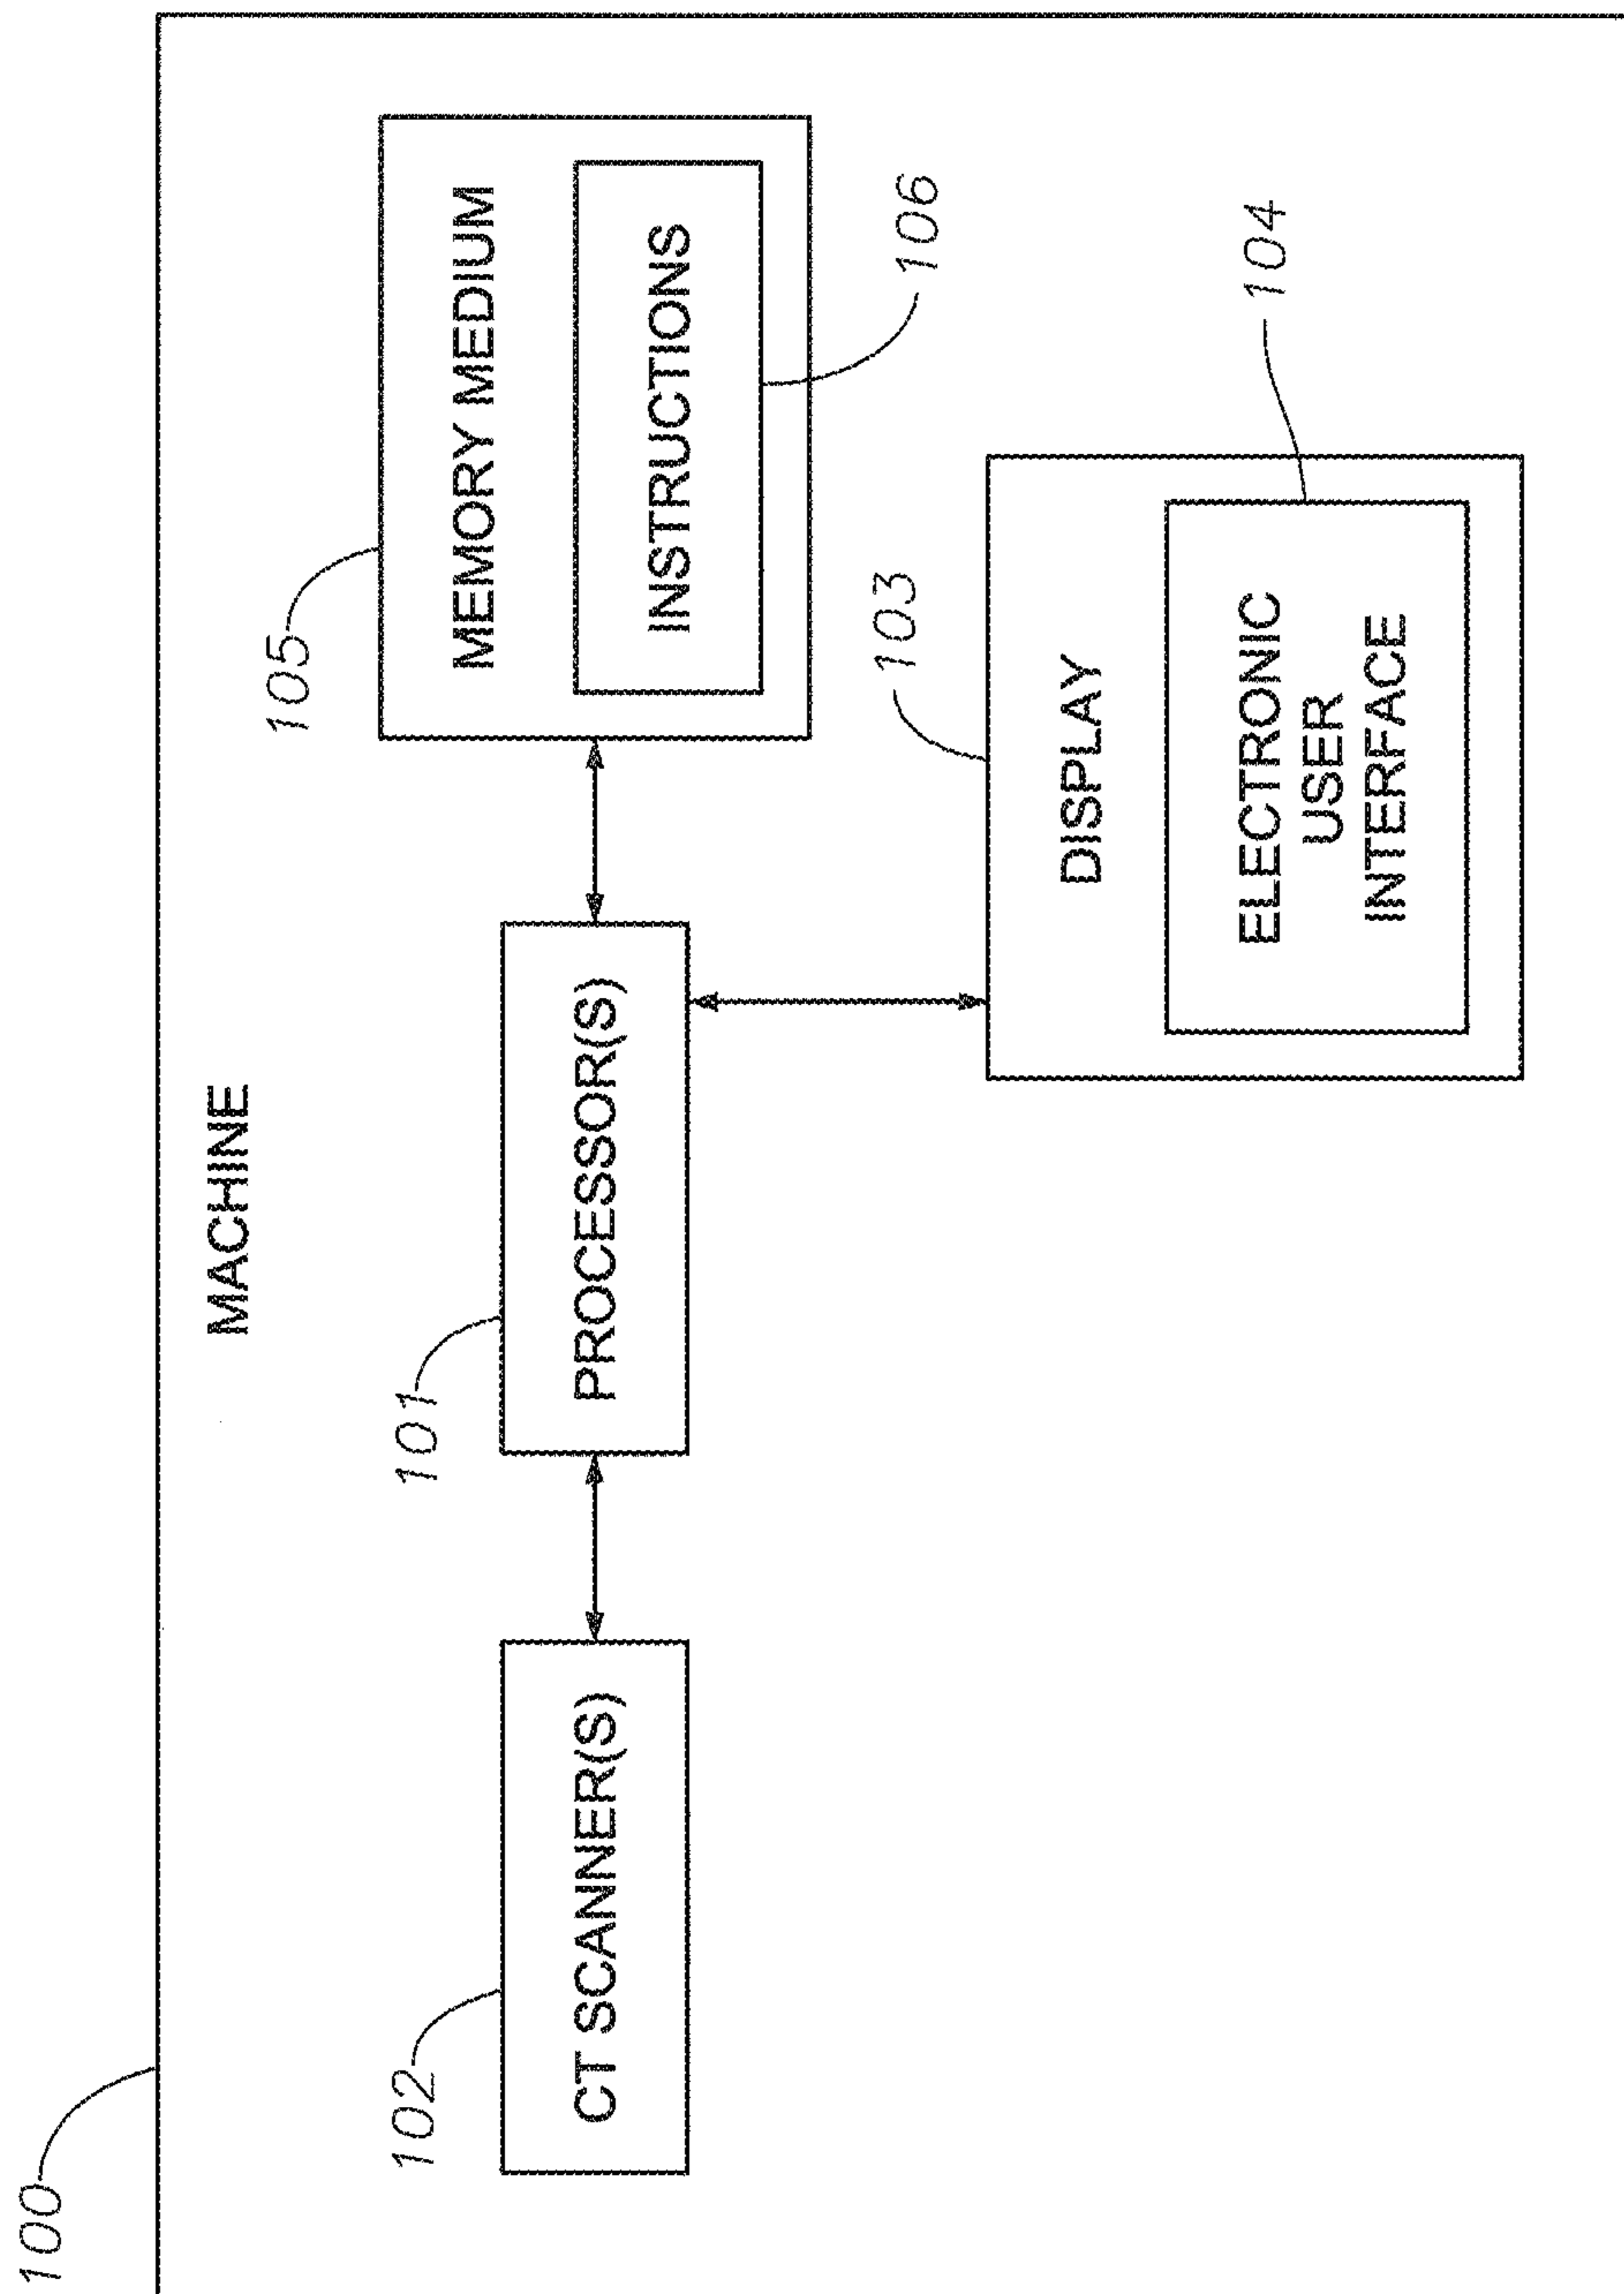 100
MACHINE
102
CT SCANNER(S)
101
PROCESSOR(S)
105
MEMORY MEDIUM
INSTRUCTIONS
106
103
DISPLAY
ELECTRONIC
USER
INTERFACE
104